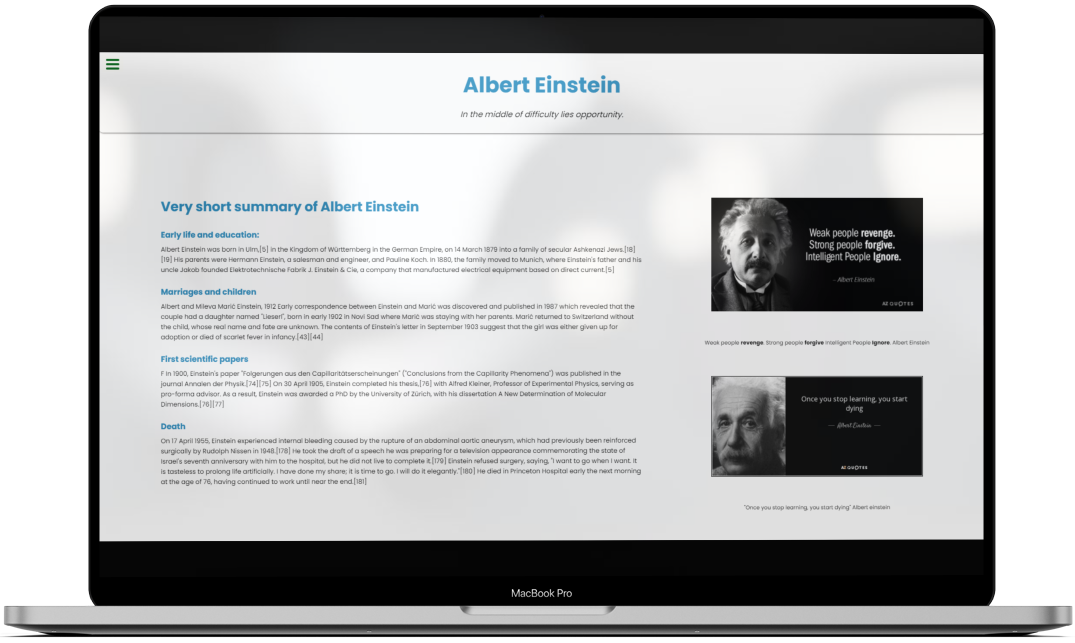 Albert Einstein
In the middle of difficulty lies opportunity.
Very short summary of Albert Einstein
Early life and education:
Albert Einstein was born in Ulm,[5] in the Kingdom of Württemberg in the German Empire, on 14 March 1879 into a family of secular Ashkenazi Jews.[18]
[19] His parents were Hermann Einstein, a salesman and engineer, and Pauline Koch. In 1880, the family moved to Munich, where Einstein's father and his
uncle Jakob founded Elektrotechnische Fabrik J. Einstein & Cie, a company that manufactured electrical equipment based on direct current.[5]
Marriages and children
Albert and Mileva Marić Einstein, 1912 Early correspondence between Einstein and Marić was discovered and published in 1987 which revealed that the
couple had a daughter named "Lieserl", born in early 1902 in Novi Sad where Marić was staying with her parents. Marić returned to Switzerland without
the child, whose real name and fate are unknown. The contents of Einstein's letter in September 1903 suggest that the girl was either given up for
adoption or died of scarlet fever in infancy.[43][44]
First scientific papers
F in 1900, Einstein's paper "Folgerungen aus den Capillaritätserscheinungen" ("Conclusions from the Capillarity Phenomena") was published in the
journal Annalen der Physik.[74][75] On 30 April 1905, Einstein completed his thesis,[76] with Alfred Kleiner, Professor of Experimental Physics, serving as
pro-forma advisor. As a result, Einstein was awarded a PhD by the University of Zürich, with his dissertation A New Determination of Molecular
Dimensions.[76][77]
Death
On 17 April 1955, Einstein experienced internal bleeding caused by the rupture of an abdominal aortic aneurysm, which had previously been reinforced
surgically by Rudolph Nissen in 1948.[178] He took the draft of a speech he was preparing for a television appearance commemorating the state of
Israel's seventh anniversary with him to the hospital, but he did not live to complete it.[179] Einstein refused surgery, saying, "I want to go when I want. It
is tasteless to prolong life artificially. I have done my share; it is time to go. I will do it elegantly."[180] He died in Princeton Hospital early the next morning
at the age of 76, having continued to work until near the end.[181]
Weak people revenge.
Strong people forgive.
Intelligent People Ignore.
- Albert Einstein
AZ QUOTES
Weak people revenge. Strong people forgive Intelligent People Ignore. Albert Einstein
Once you stop learning, you start
dying
— Albert Einstein —
AZ QUOTES
"Once you stop learning, you start dying" Albert einstein
MacBook Pro